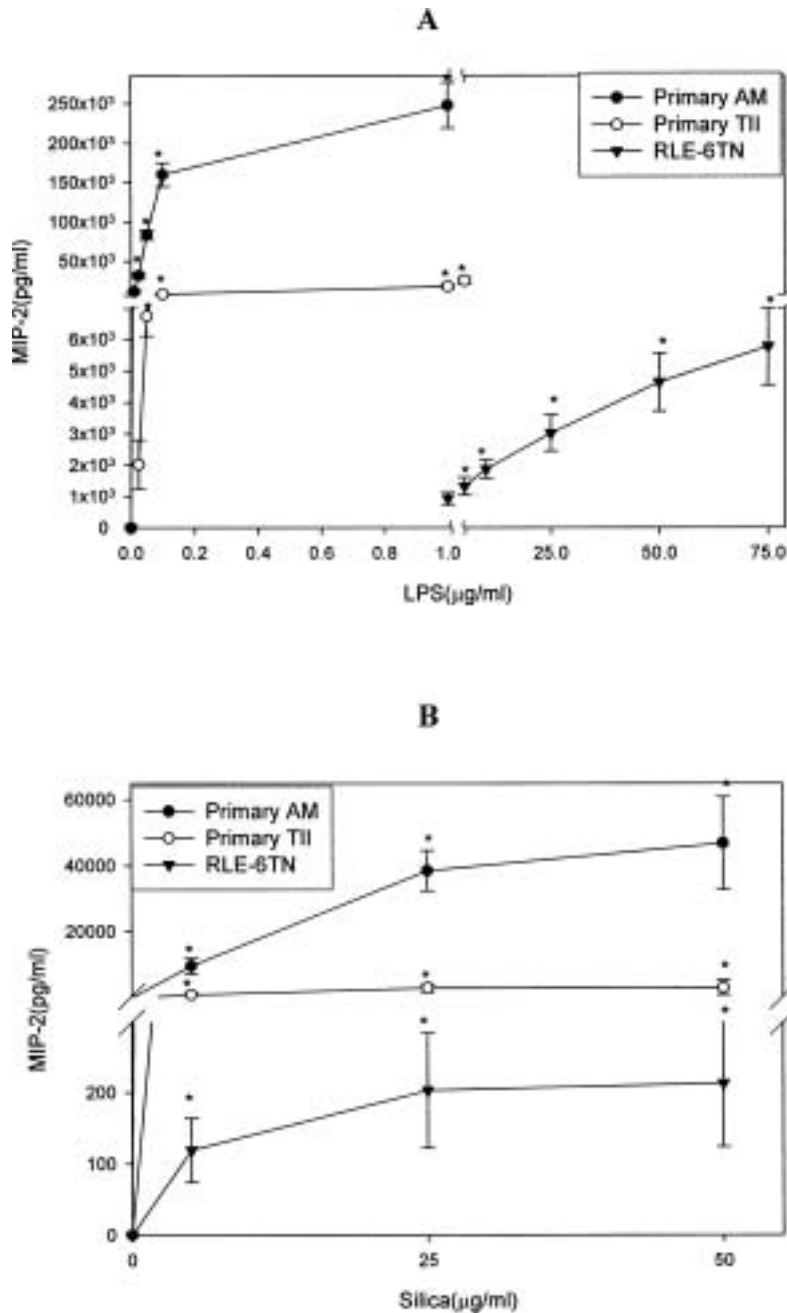 A
Primary AM
Primary TII
RLE-6TN
250x10³
200x10³
150x10³
100x10³
50x10³
6x10³
5x10³
4x10³
3x10³
2x10³
1x10³
0
MIP-2(pg/ml)
0.0 0.2 0.4 0.6 0.8 1.0 25.0 50.0 75.0
LPS(µg/ml)
B
Primary AM
Primary TII
RLE-6TN
60000
40000
20000
200
100
0
MIP-2(pg/ml)
0 25 50
Silica(µg/ml)